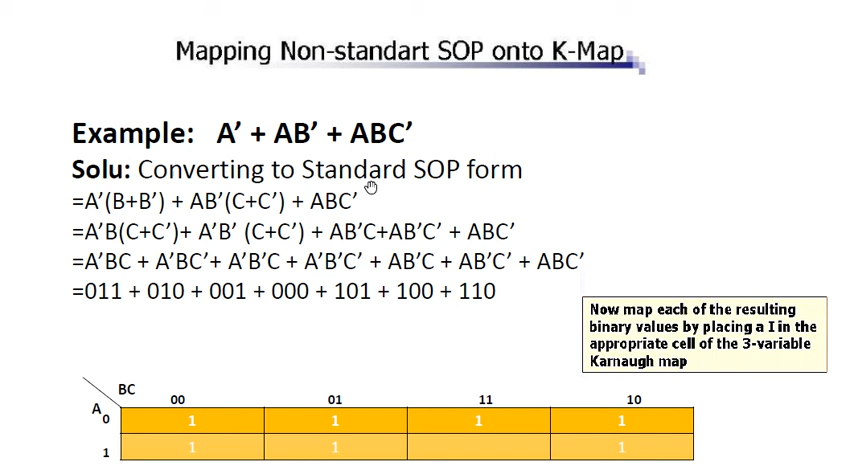 Mapping Non-standart SOP onto K-Map
Example: A’ + AB’ + ABC’
Solu: Converting to Standard SOP form
=A’(B+B’) + AB’(C+C’) + ABC’
=A’B(C+C’)+ A’B’ (C+C’) + AB’C+AB’C’ + ABC’
=A’BC + A’BC’+ A’B’C + A’B’C’ + AB’C + AB’C’ + ABC’
=011 + 010 + 001 + 000 + 101 + 100 + 110
Now map each of the resulting
binary values by placing a I in the
appropriate cell of the 3-variable
Karnaugh map
BC
00 01 11 10
A
0 1 1 1 1
1 1 1 1